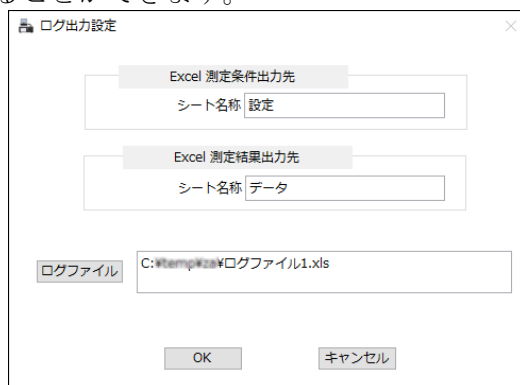 ことができます。
ログ出力設定
Excel 測定条件出力先
シート名称 設定
Excel 測定結果出力先
シート名称 データ
ログファイル C:¥temp¥za¥ログファイル1.xls
OK キャンセル